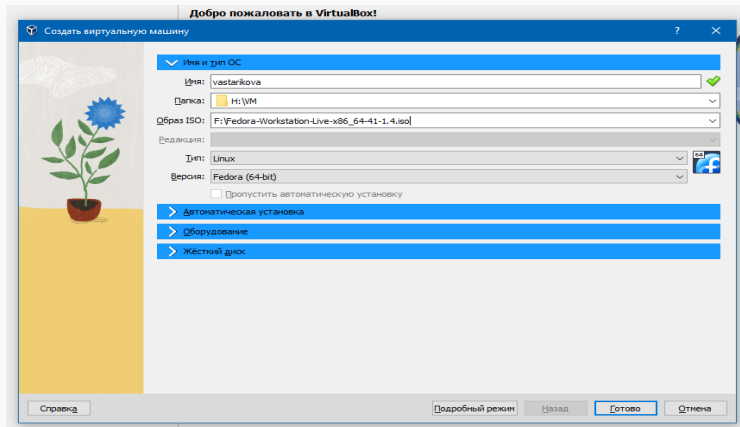 Добро пожаловать в VirtualBox!
Создать виртуальную машину
? ×
Имя и тип ОС
Имя: vastarikova
Папка: H:\VM
Образ ISO: F:\Fedora-Workstation-Live-x86_64-41-1.4.iso
Редакция:
Тип: Linux
64
Версия: Fedora (64-bit)
Пропустить автоматическую установку
Автоматическая установка
Оборудование
Жёсткий диск
Справка Подробный режим Назад Готово Отмена